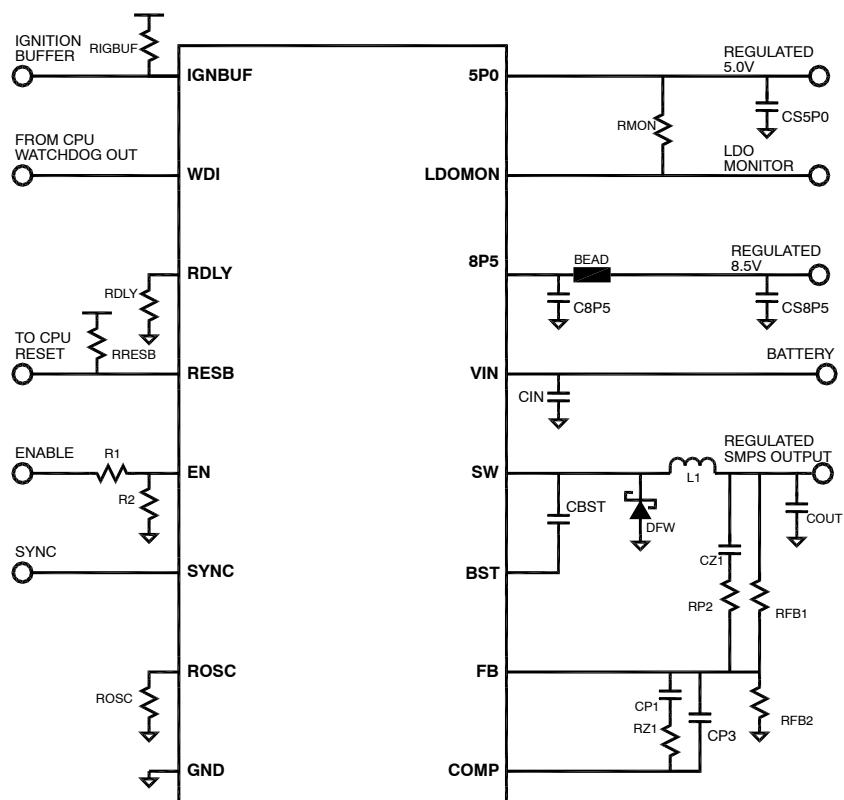 IGNITION
BUFFER
RIGBUF
IGNBUF
5P0
REGULATED
5.0V
CS5P0
RMON
FROM CPU
WATCHDOG OUT
WDI
LDOMON
LDO
MONITOR
RDLY
RDLY
8P5
BEAD
REGULATED
8.5V
C8P5
CS8P5
TO CPU
RESET
RRESB
RESB
VIN
BATTERY
CIN
ENABLE
R1
R2
EN
SW
REGULATED
SMPS OUTPUT
L1
CBST
DFW
COUT
SYNC
SYNC
BST
CZ1
RP2
RFB1
ROSC
ROSC
FB
CP1
RZ1
CP3
RFB2
GND
COMP